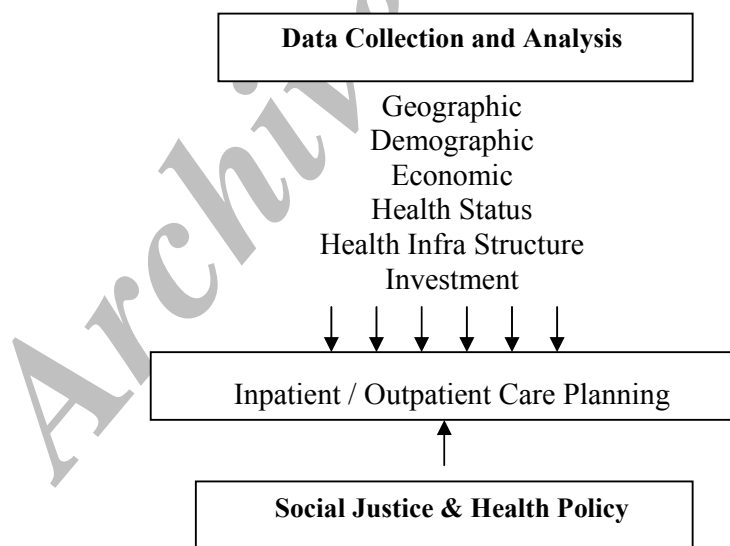 Data Collection and Analysis
Geographic
Demographic
Economic
Health Status
Health Infra Structure
Investment
Inpatient / Outpatient Care Planning
Social Justice & Health Policy
Archiv